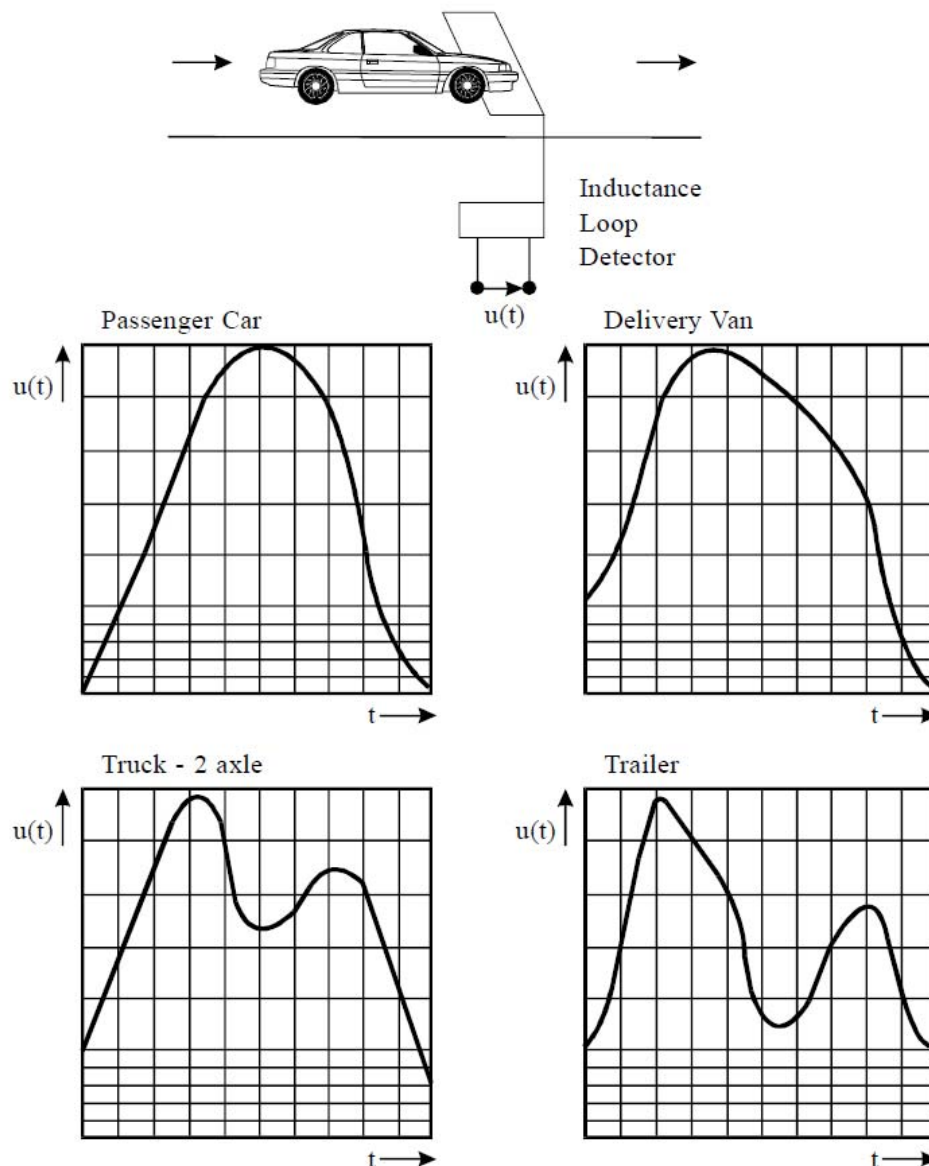 Inductance
Loop
Detector
u(t)
Passenger Car
u(t)
t
Delivery Van
u(t)
t
Truck - 2 axle
u(t)
t
Trailer
u(t)
t